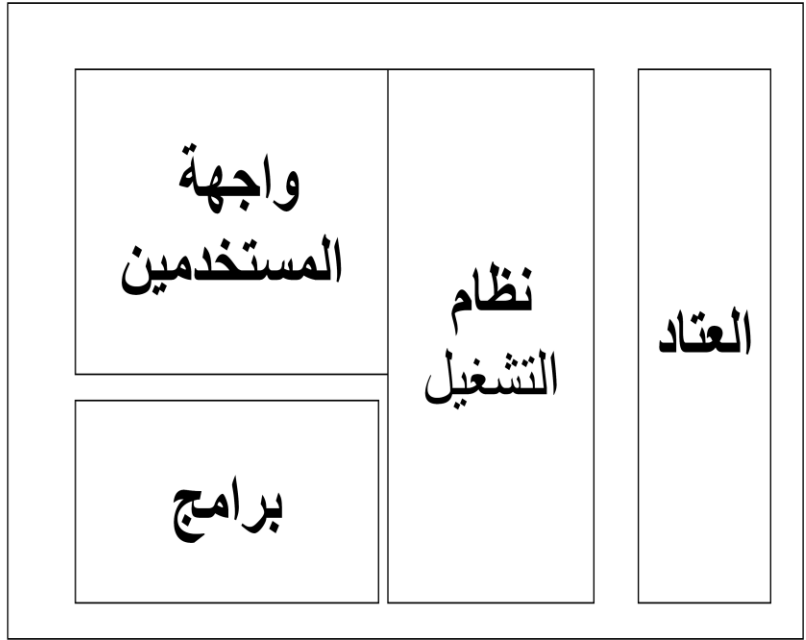 العتاد
نظام
التشغيل
واجهة
المستخدمين
برامج